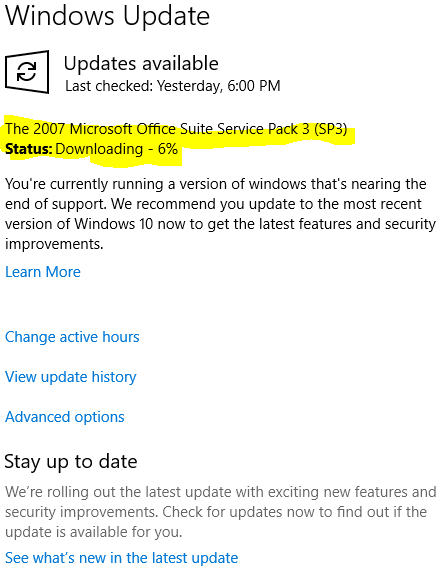 Windows Update
Updates available
Last checked: Yesterday, 6:00 PM
The 2007 Microsoft Office Suite Service Pack 3 (SP3)
Status: Downloading - 6%
You're currently running a version of windows that's nearing the
end of support. We recommend you update to the most recent
version of Windows 10 now to get the latest features and security
improvements.
Learn More
Change active hours
View update history
Advanced options
Stay up to date
We're rolling out the latest update with exciting new features and
security improvements. Check for updates now to find out if the
update is available for you.
See what's new in the latest update